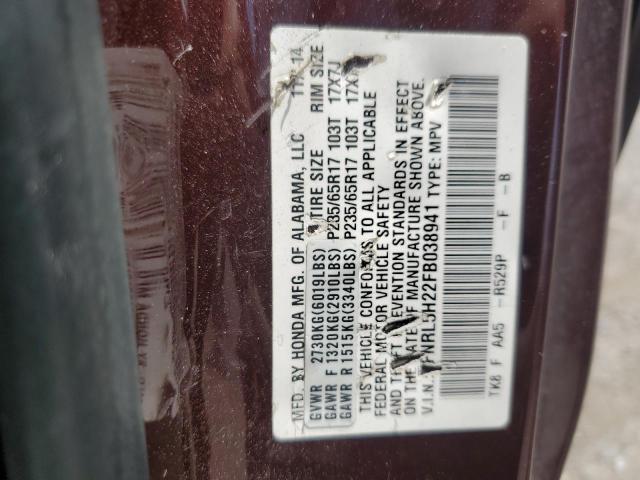 MFD. BY HONDA MFG. OF ALABAMA, LLC 14
TIRE SIZE RIM SIZE
GVWR 2730KG(6019LBS)
GAWR F 1320KG(2910LBS) P235/65R17 103T 17X7J
GAWR R 1515KG(3340LBS) P235/65R17 103T
THIS VEHICLE CONFORMS TO ALL APPLICABLE
FEDERAL MOTOR VEHICLE SAFETY
AND THEFT PREVENTION STANDARDS IN EFFECT
ON THE DATE OF MANUFACTURE SHOWN ABOVE.
V.I.N.: FNRL5H22FB038941 TYPE: MPV
TK8 F AA5 -R529P -F -B